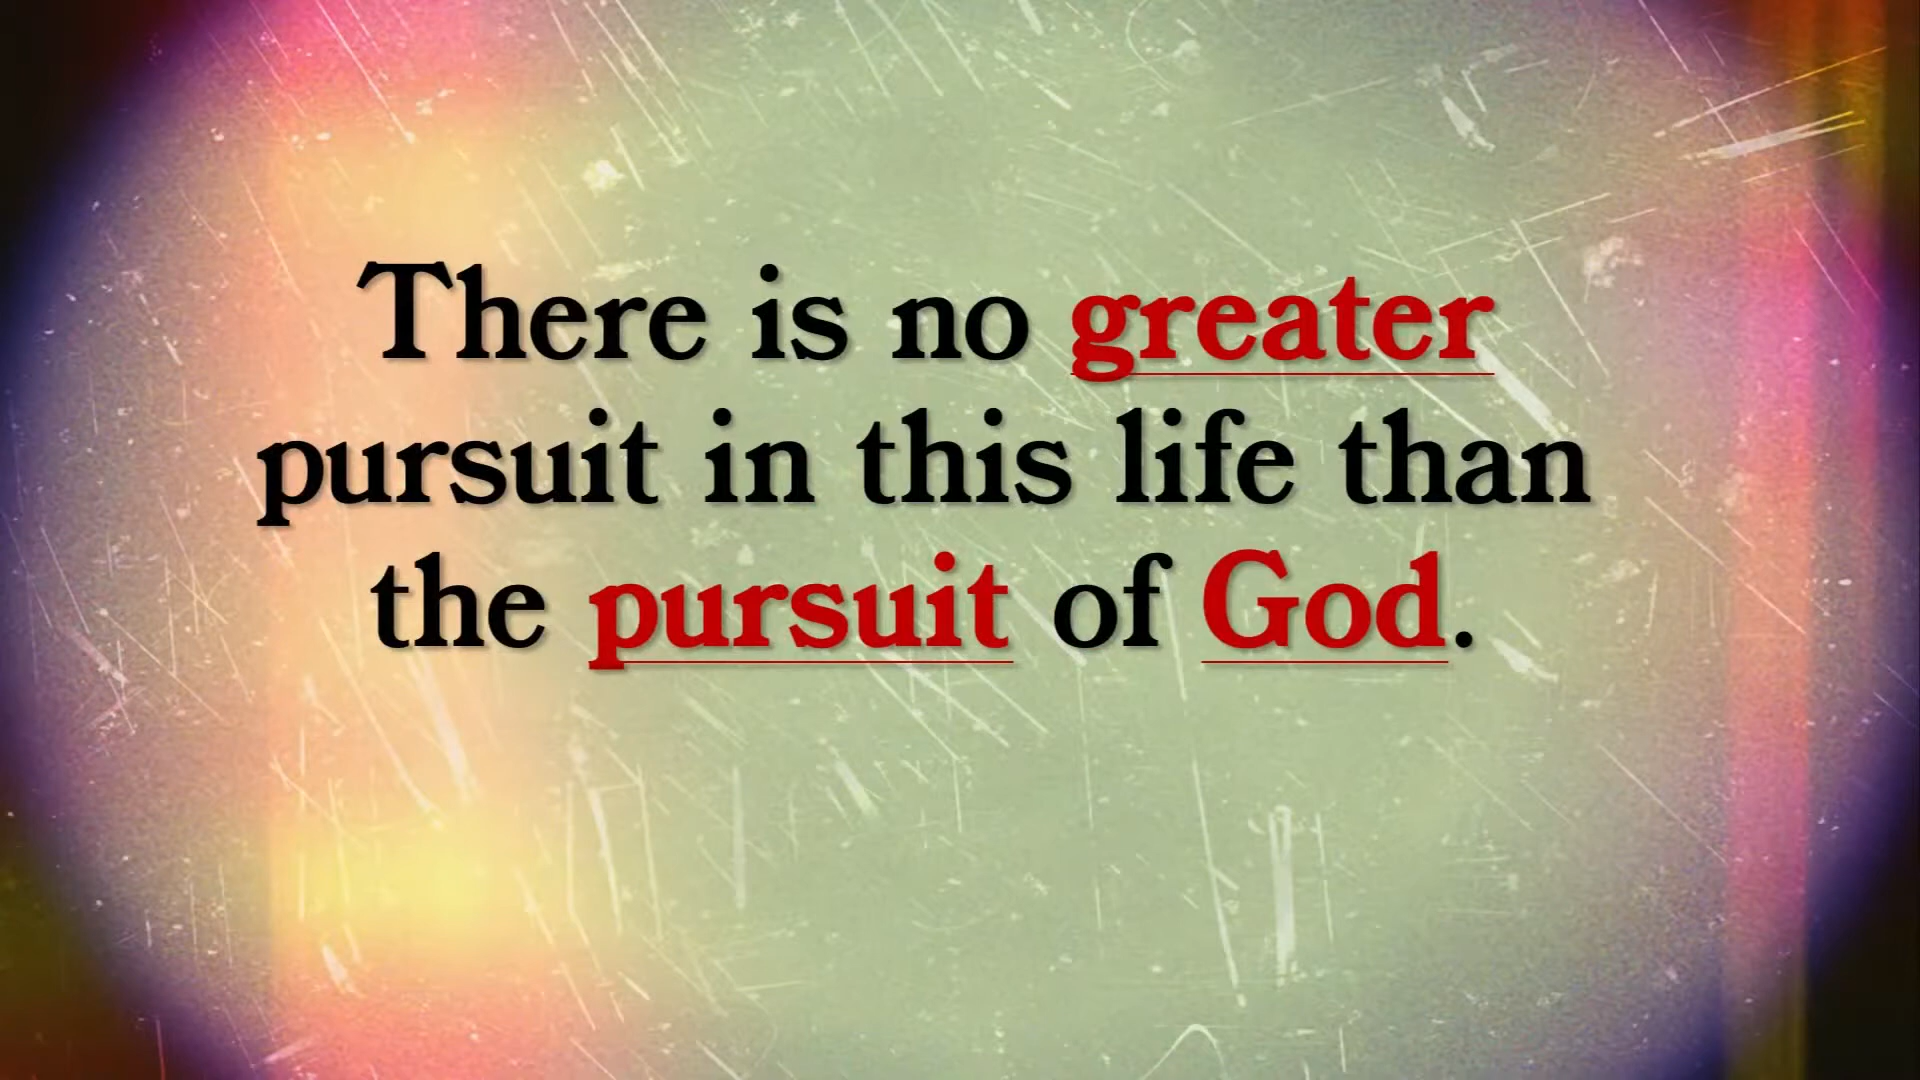 There is no greater
pursuit in this life than
the pursuit of God.